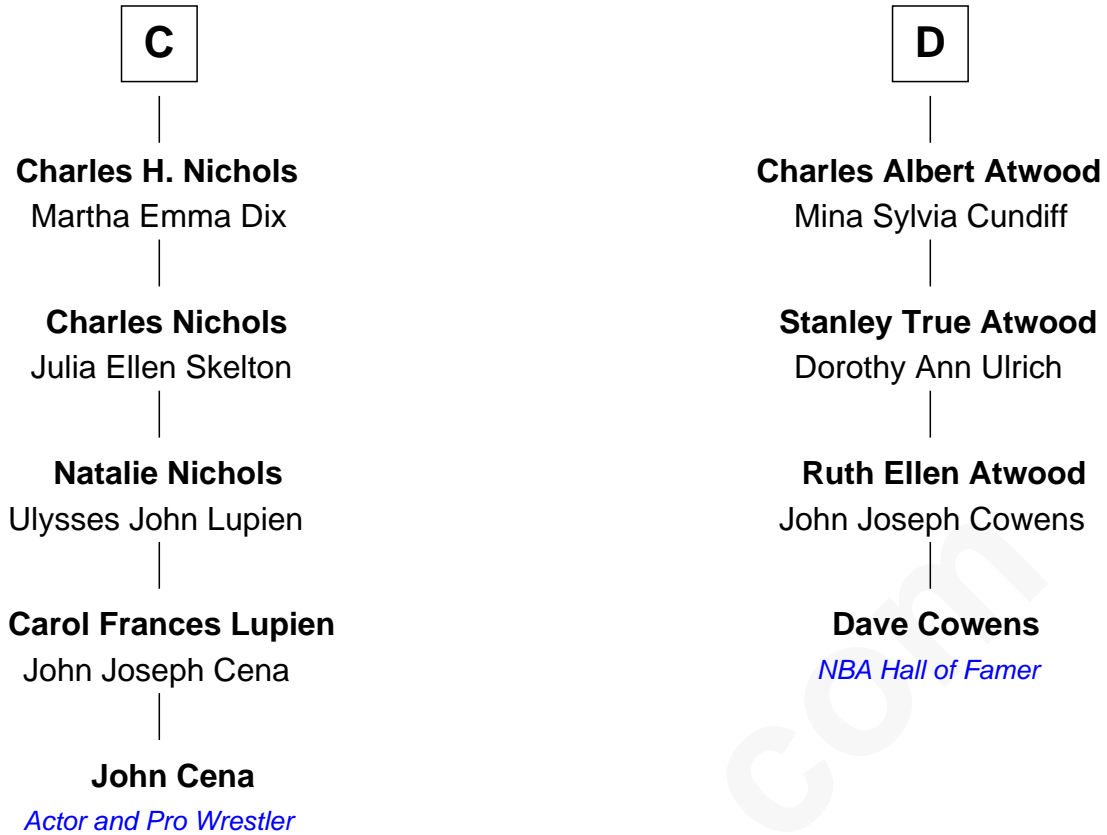 C
Charles H. Nichols
Martha Emma Dix
Charles Nichols
Julia Ellen Skelton
Natalie Nichols
Ulysses John Lupien
Carol Frances Lupien
John Joseph Cena
John Cena
Actor and Pro Wrestler
D
Charles Albert Atwood
Mina Sylvia Cundiff
Stanley True Atwood
Dorothy Ann Ulrich
Ruth Ellen Atwood
John Joseph Cowens
Dave Cowens
NBA Hall of Famer
com